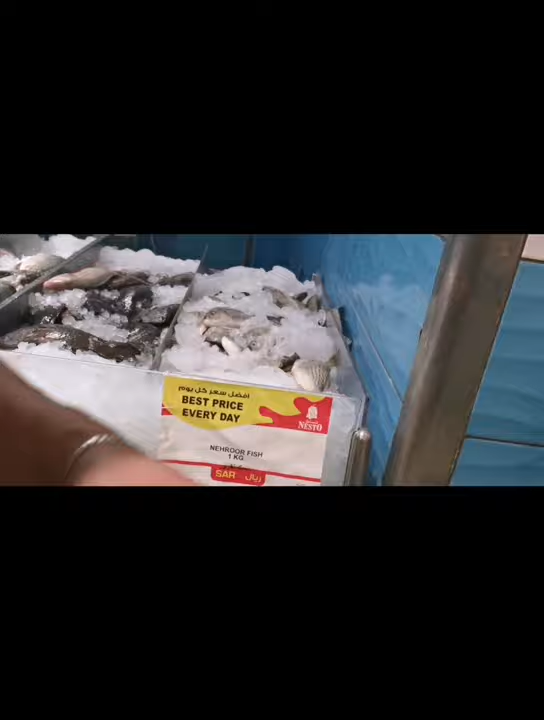 افضل سعر كل يوم
BEST PRICE
EVERY DAY
NESTO
NEHROOR FISH
1 KG
SAR ريال